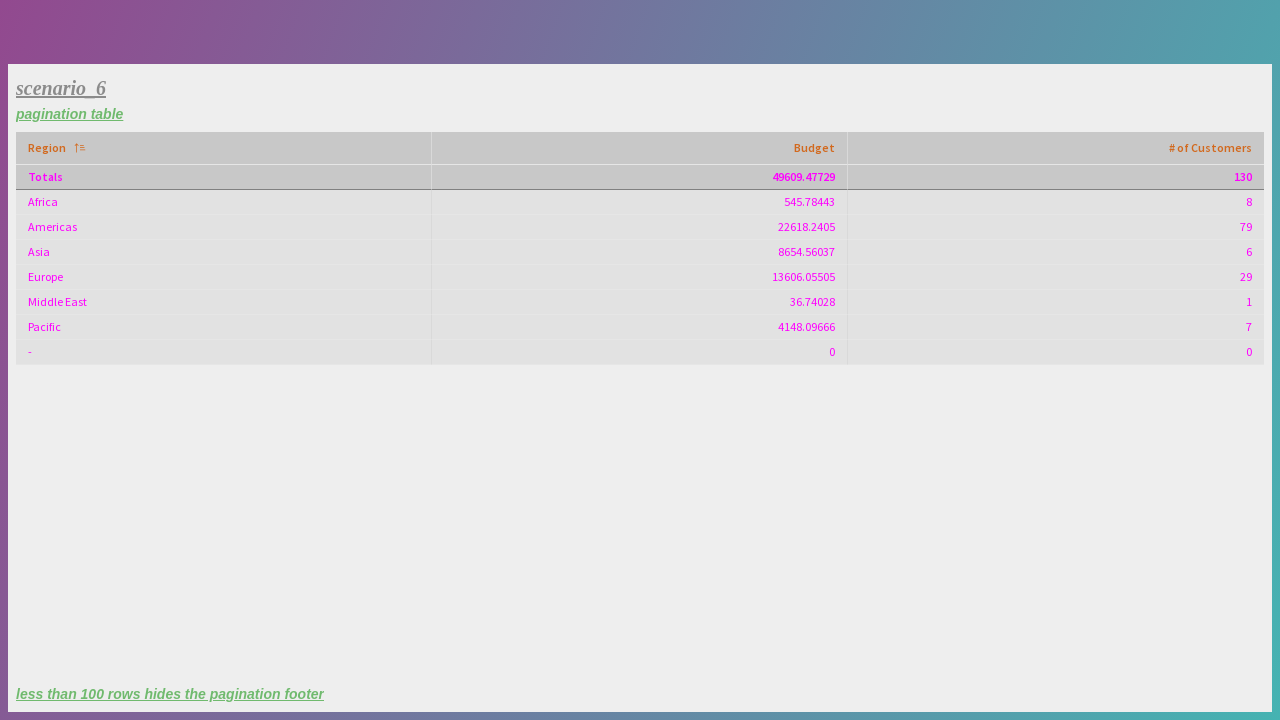 scenario_6
pagination table
Region Budget # of Customers
Totals 49609.47729 130
Africa 545.78443 8
Americas 22618.2405 79
Asia 8654.56037 6
Europe 13606.05505 29
Middle East 36.74028 1
Pacific 4148.09666 7
- 0 0
less than 100 rows hides the pagination footer